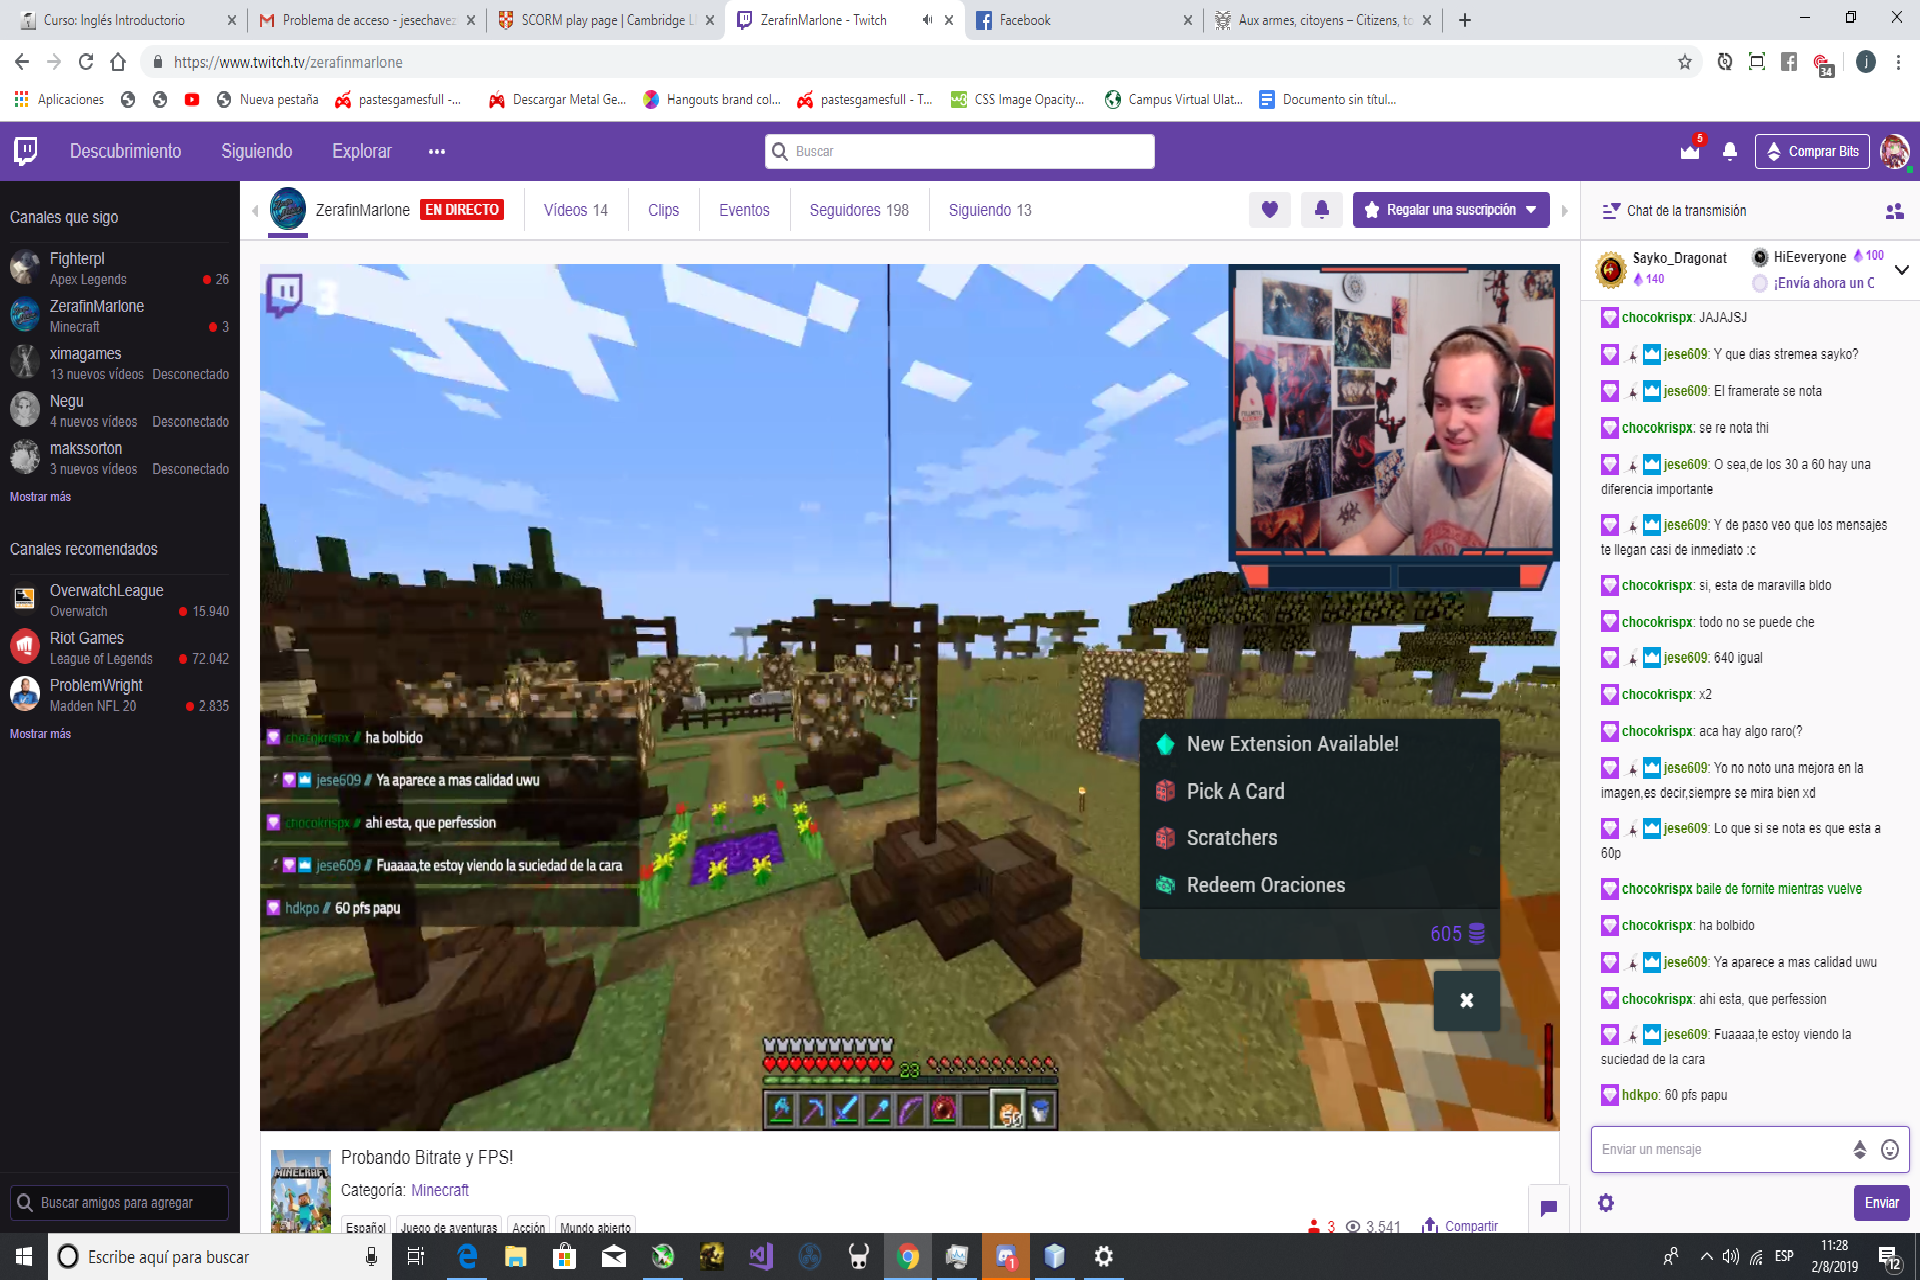 Curso: Inglés Introductorio
Problema de acceso - jesechave
SCORM play page | Cambridge L
ZerafinMarlone - Twitch
Facebook
Aux armes, citoyens – Citizens, to
https://www.twitch.tv/zerafinmarlone
34
j
Aplicaciones
Nueva pestaña
pastesgamesfull -...
Descargar Metal Ge...
Hangouts brand col...
pastesgamesfull - T...
CSS Image Opacity...
Campus Virtual Ulat...
Documento sin títul...
Descubrimiento
Siguiendo
Explorar
Buscar
5
Comprar Bits
Canales que sigo
Fighterpl
Apex Legends
26
ZerafinMarlone
Minecraft
3
ximagames
13 nuevos vídeos Desconectado
Negu
4 nuevos vídeos Desconectado
makssorton
3 nuevos vídeos Desconectado
Mostrar más
Canales recomendados
OverwatchLeague
Overwatch
15.940
Riot Games
League of Legends
72.042
ProblemWright
Madden NFL 20
2.835
Mostrar más
Buscar amigos para agregar
ZerafinMarlone EN DIRECTO
Vídeos 14
Clips
Eventos
Seguidores 198
Siguiendo 13
Regalar una suscripción
3
chocokrispx // ha bolbido
jese609 // Ya aparece a mas calidad uwu
chocokrispx // ahi esta, que perfession
jese609 // Fuaaaa,te estoy viendo la suciedad de la cara
hdkpo // 60 pfs papu
New Extension Available!
Pick A Card
Scratchers
Redeem Oraciones
605
23
50
MINECRAFT
Probando Bitrate y FPS!
Categoría: Minecraft
Español
Juego de aventuras
Acción
Mundo abierto
3
3,541
Compartir
Chat de la transmisión
Sayko_Dragonat
140
HiEeveryone 100
¡Envía ahora un C
chocokrispx: JAJAJSJ
jese609: Y que dias stremea sayko?
jese609: El framerate se nota
chocokrispx: se re nota thi
jese609: O sea,de los 30 a 60 hay una
diferencia importante
jese609: Y de paso veo que los mensajes
te llegan casi de inmediato :c
chocokrispx: si, esta de maravilla bldo
chocokrispx: todo no se puede che
jese609: 640 igual
chocokrispx: x2
chocokrispx: aca hay algo raro(?
jese609: Yo no noto una mejora en la
imagen,es decir,siempre se mira bien xd
jese609: Lo que si se nota es que esta a
60p
chocokrispx baile de fornite mientras vuelve
chocokrispx: ha bolbido
jese609: Ya aparece a mas calidad uwu
chocokrispx: ahi esta, que perfession
jese609: Fuaaaa,te estoy viendo la
suciedad de la cara
hdkpo: 60 pfs papu
Enviar un mensaje
Enviar
Escribe aquí para buscar
1
ESP
11:28
2/8/2019
12